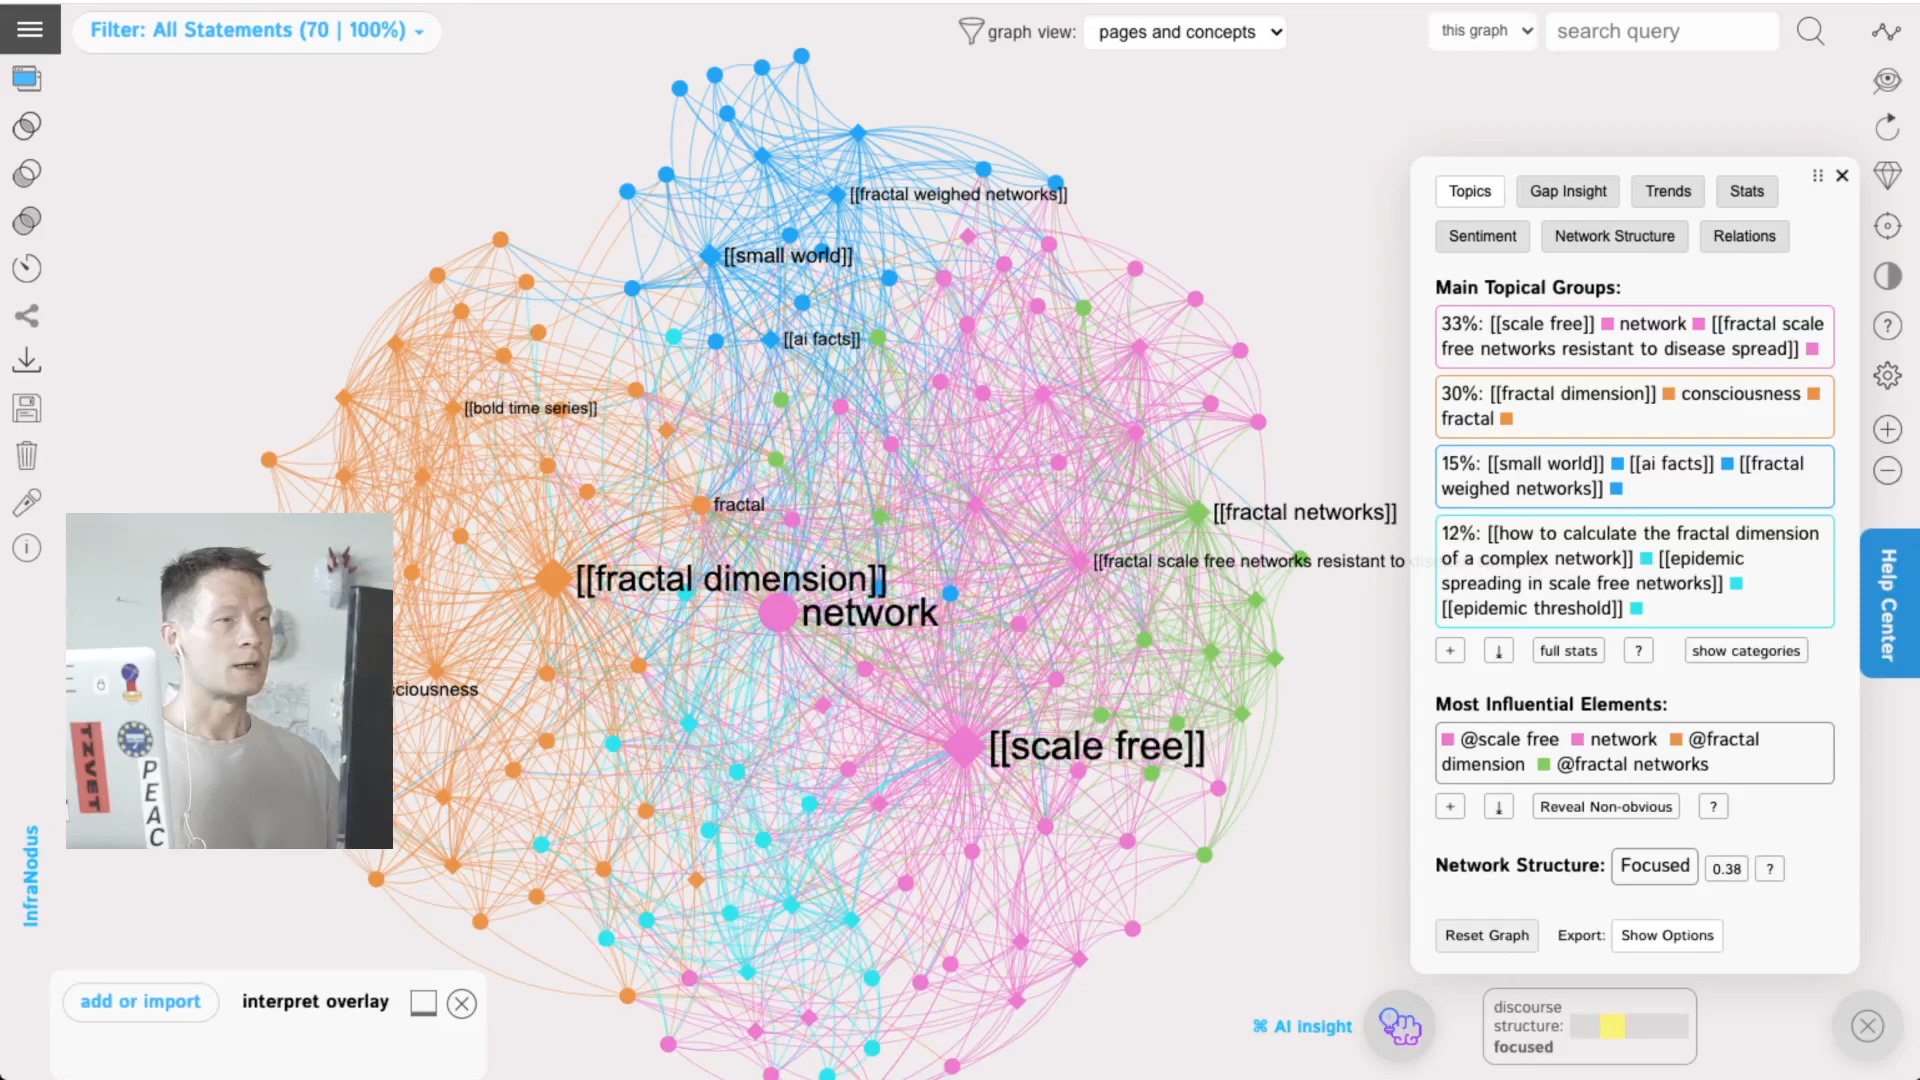 Filter: All Statements (70 | 100%)
graph view: pages and concepts
this graph
search query
[[fractal weighed networks]]
[[small world]]
[[ai facts]]
[[bold time series]]
fractal
[[fractal networks]]
[[fractal scale free networks resistant to
[[fractal dimension]]
network
sciousness
[[scale free]]
TZVET
PEAC
InfraNodus
add or import
interpret overlay
Topics
Gap Insight
Trends
Stats
Sentiment
Network Structure
Relations
Main Topical Groups:
33%: [[scale free]] network [[fractal scale
free networks resistant to disease spread]]
30%: [[fractal dimension]] consciousness
fractal
15%: [[small world]] [[ai facts]] [[fractal
weighed networks]]
12%: [[how to calculate the fractal dimension
of a complex network]] [[epidemic
spreading in scale free networks]]
[[epidemic threshold]]
+
full stats
?
show categories
Most Influential Elements:
@scale free network @fractal
dimension @fractal networks
+
Reveal Non-obvious
?
Network Structure: Focused 0.38 ?
Reset Graph
Export: Show Options
Help Center
⌘ AI insight
discourse
structure:
focused